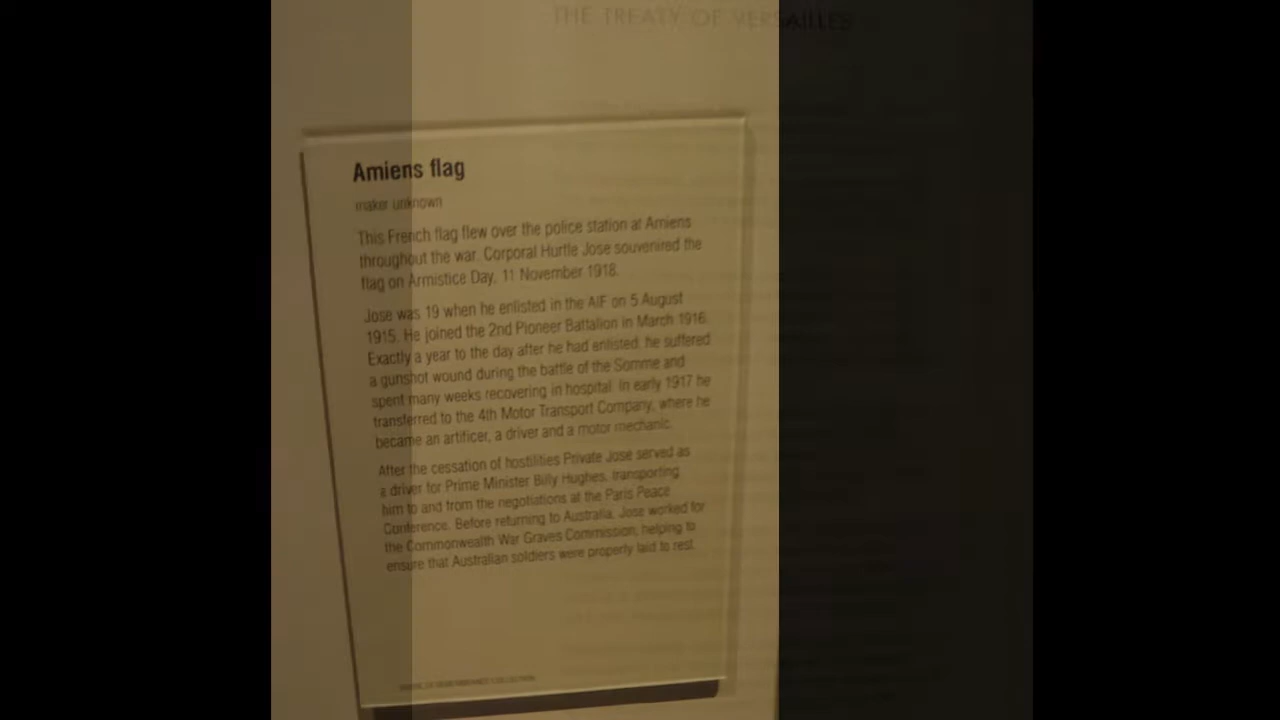 THE TREATY OF VERSAILLES
Amiens flag
maker unknown
This French flag flew over the police station at Amiens
throughout the war. Corporal Hurtle Jose souvenired the
flag on Armistice Day, 11 November 1918.
Jose was 19 when he enlisted in the AIF on 5 August
1915. He joined the 2nd Pioneer Battalion in March 1916.
Exactly a year to the day after he had enlisted, he suffered
a gunshot wound during the battle of the Somme and
spent many weeks recovering in hospital. In early 1917 he
transferred to the 4th Motor Transport Company, where he
became an artificer, a driver and a motor mechanic.
After the cessation of hostilities Private Jose served as
a driver for Prime Minister Billy Hughes, transporting
him to and from the negotiations at the Paris Peace
Conference. Before returning to Australia, Jose worked for
the Commonwealth War Graves Commission, helping to
ensure that Australian soldiers were properly laid to rest.
COLLECTION